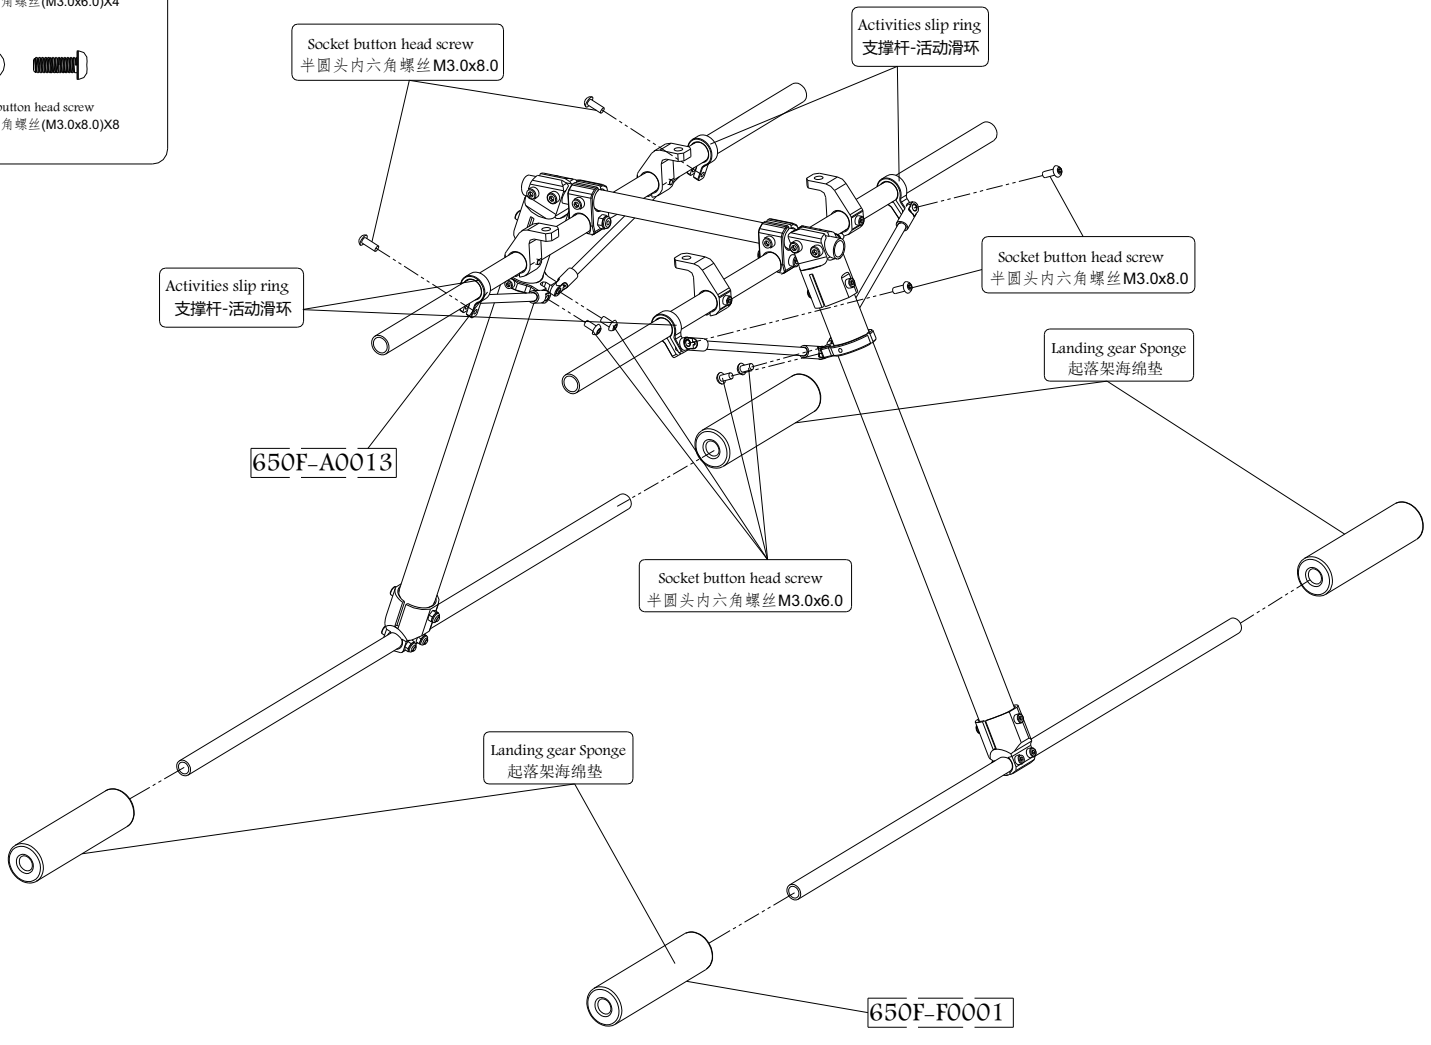 角螺丝(M3.0x6.0)X4
button head screw
角螺丝(M3.0x8.0)X8
Socket button head screw
半圆头内六角螺丝M3.0x8.0
Activities slip ring
支撑杆-活动滑环
Socket button head screw
半圆头内六角螺丝M3.0x8.0
Activities slip ring
支撑杆-活动滑环
Landing gear Sponge
起落架海绵垫
650F-A0013
Socket button head screw
半圆头内六角螺丝M3.0x6.0
Landing gear Sponge
起落架海绵垫
650F-F0001